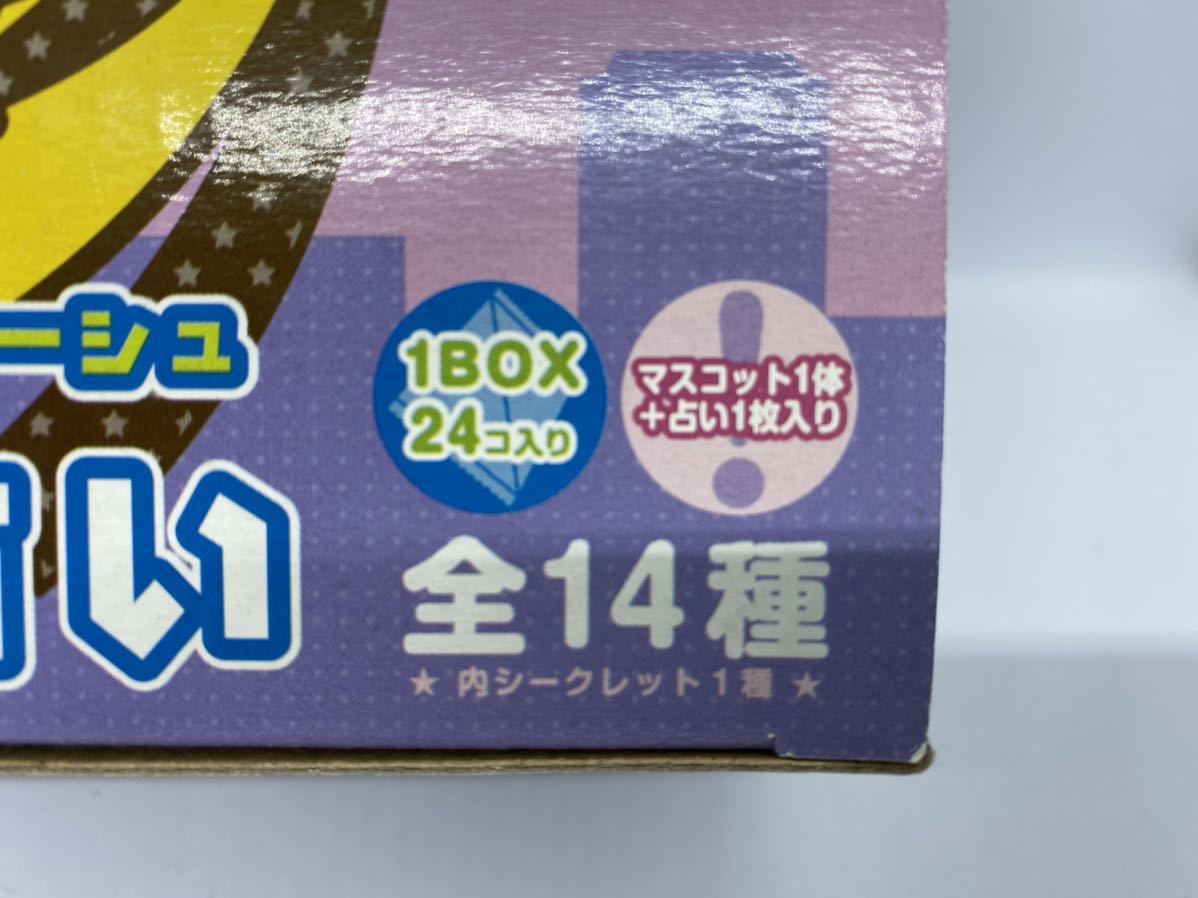 ーシュ
い
1BOX
24コ入り
マスコット1体
+占い1枚入り
全14種
★ 内シークレット1種 ★